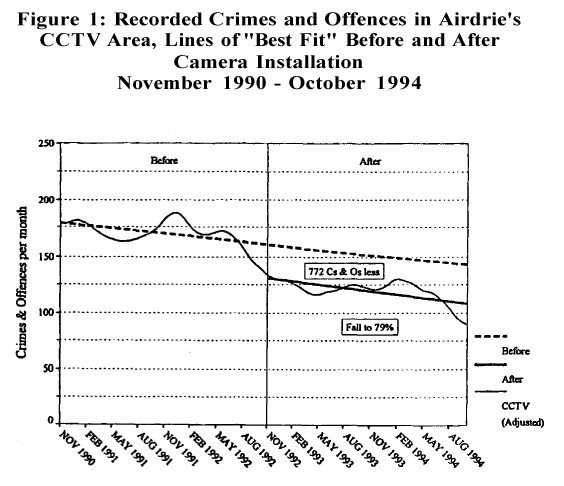 Figure 1: Recorded Crimes and Offences in Airdrie's
CCTV Area, Lines of "Best Fit" Before and After
Camera Installation
November 1990 - October 1994
Crimes & Offences per month
250
200
150
100
50
0
Before
After
772 Cs & Os less
Fall to 79%
NOV 1990
FEB 1991
MAY 1991
AUG 1991
NOV 1991
FEB 1992
MAY 1992
AUG 1992
NOV 1992
FEB 1993
MAY 1993
AUG 1993
NOV 1993
FEB 1994
MAY 1994
AUG 1994
Before
After
CCTV
(Adjusted)